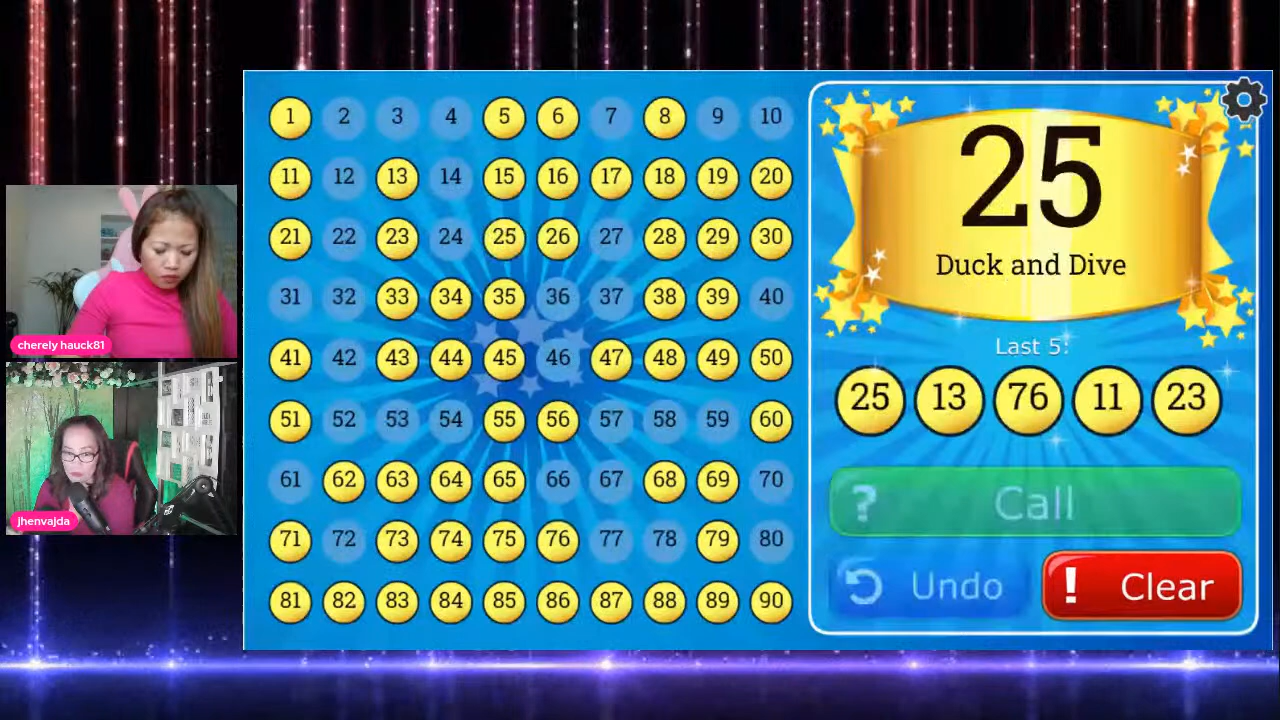 1 2 3 4 5 6 7 8 9 10
11 12 13 14 15 16 17 18 19 20
21 22 23 24 25 26 27 28 29 30
31 32 33 34 35 36 37 38 39 40
41 42 43 44 45 46 47 48 49 50
51 52 53 54 55 56 57 58 59 60
61 62 63 64 65 66 67 68 69 70
71 72 73 74 75 76 77 78 79 80
81 82 83 84 85 86 87 88 89 90
25
Duck and Dive
Last 5:
25 13 76 11 23
? Call
Undo
! Clear
cherely hauck81
jhenvajda